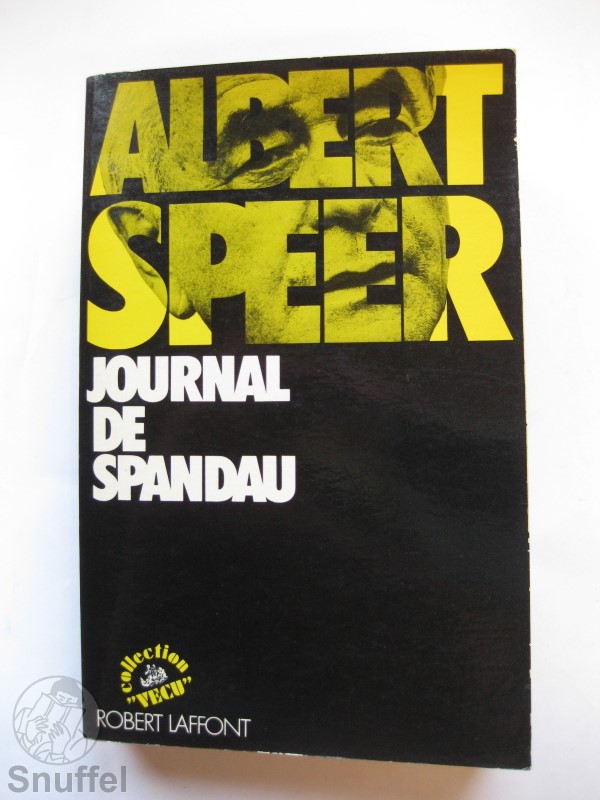 ALBERT
SPEER
JOURNAL
DE
SPANDAU
collection
"VECU"
ROBERT LAFFONT
Snuffel